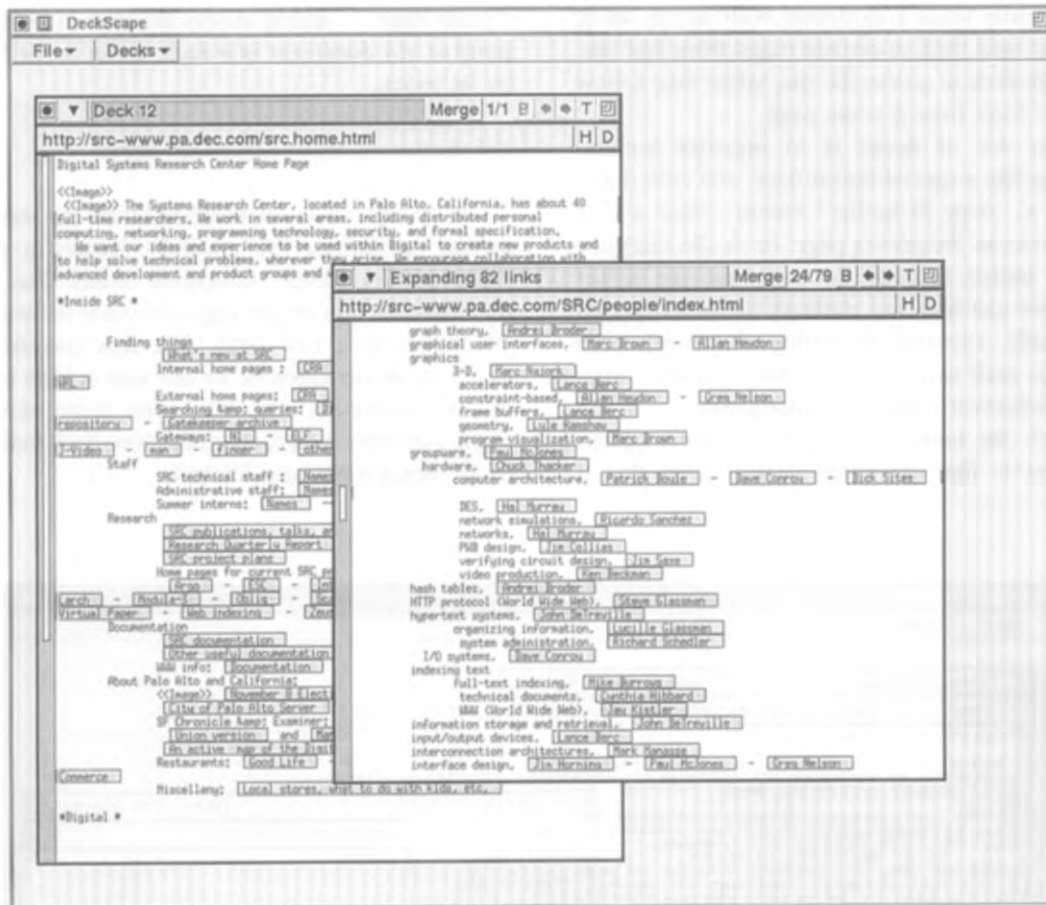 DeckScape
File Decks
Deck 12 Merge 1/1 B T
http://src-www.pa.dec.com/src.home.html H D
Digital Systems Research Center Home Page
<<Image>>
<<Image>> The Systems Research Center, located in Palo Alto, California, has about 40
full-time researchers. We work in several areas, including distributed personal
computing, networking, programming technology, security, and formal specification.
We want our ideas and experience to be used within Digital to create new products and
to help solve technical problems, wherever they arise. We encourage collaboration with
advanced development and product groups and
*Inside SRC *
Finding things
What's new at SRC
Internal home pages : CRA
External home pages: CRA
Searching &amp; queries:
repository - Gatekeeper archive
Gateways: NI - ELF
J-Video - man - finger - other
Staff
SRC technical staff : Names
Administrative staff: Names
Summer interns: Names
Research
SRC publications, talks,
Research Quarterly Report
SRC project plans
Home pages for current SRC
Argo - ESC -
Larch - Modula-3 - Obliq -
Virtual Paper - Web indexing -
Documentation
SRC documentation
Other useful documentation
WWW info: Documentation
About Palo Alto and California:
<<Image>> November 8
City of Palo Alto Server
SF Chronicle &amp; Examiner:
Union version and
An active map of the
Restaurants: Good Life -
Commerce
Miscellany: Local stores, what to do with kids, etc.
*Digital *
Expanding 82 links Merge 24/79 B T
http://src-www.pa.dec.com/SRC/people/index.html H D
graph theory, Andrei Broder
graphical user interfaces, Marc Brown - Allan Heydon
graphics
3-D, Marc Najork
accelerators, Lance Berc
constraint-based, Allan Heydon - Greg Nelson
frame buffers, Lance Berc
geometry, Lyle Ramshaw
program visualization, Marc Brown
groupware, Paul McJones
hardware, Chuck Thacker
computer architecture, Patrick Boyle - Dave Conroy - Dick Sites
DES, Hal Murray
network simulations, Ricardo Sanchez
networks, Hal Murray
PWB design, Jim Collias
verifying circuit design, Jim Saxe
video production, Ken Beckman
hash tables, Andrei Broder
HTTP protocol (World Wide Web), Steve Glassman
hypertext systems, John DeTreville
organizing information, Lucille Glassman
system administration, Richard Schedler
I/O systems, Dave Conroy
indexing text
full-text indexing, Mike Burrows
technical documents, Cynthia Hibbard
WWW (World Wide Web), Jay Kistler
information storage and retrieval, John DeTreville
input/output devices, Lance Berc
interconnection architectures, Mark Manasse
interface design, Jim Horning - Paul McJones - Greg Nelson